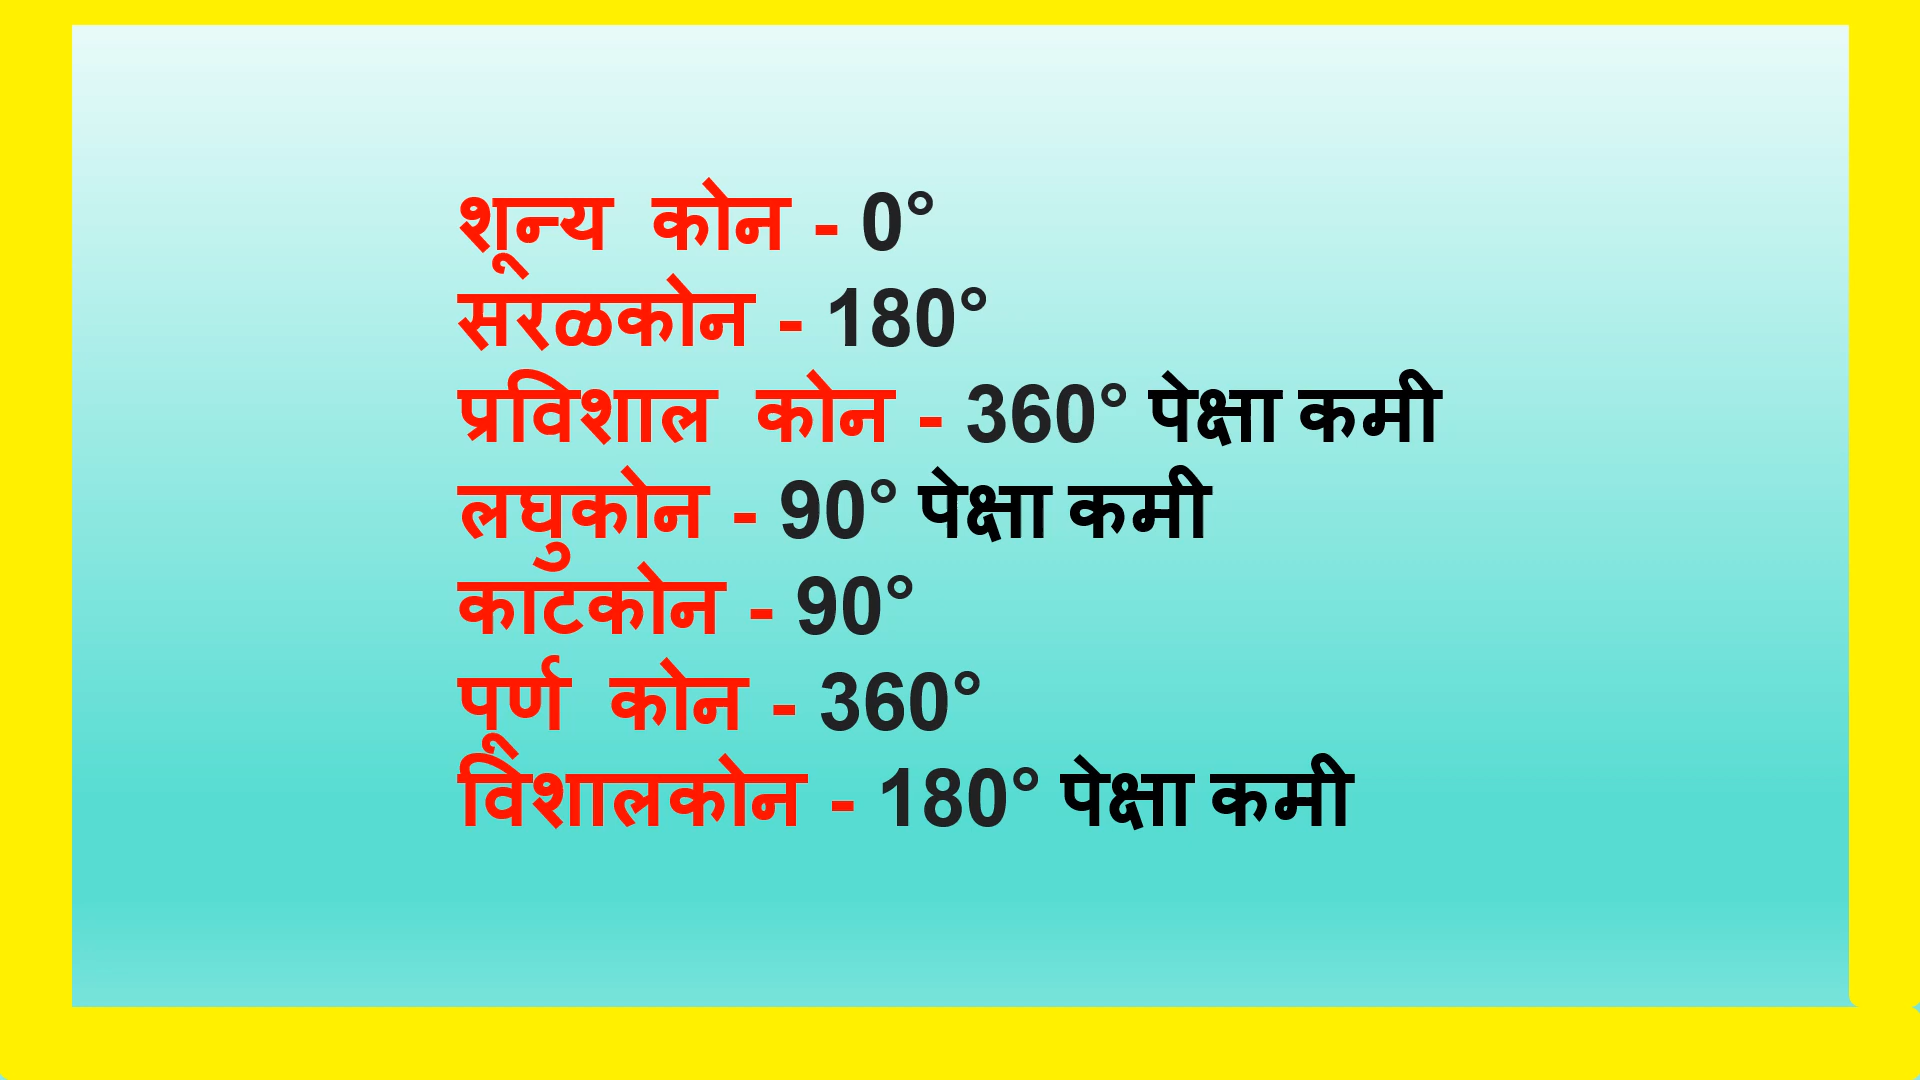 शून्य कोन - 0°
सरळकोन - 180°
प्रविशाल कोन - 360° पेक्षा कमी
लघुकोन - 90° पेक्षा कमी
काटकोन - 90°
पूर्ण कोन - 360°
विशालकोन - 180° पेक्षा कमी